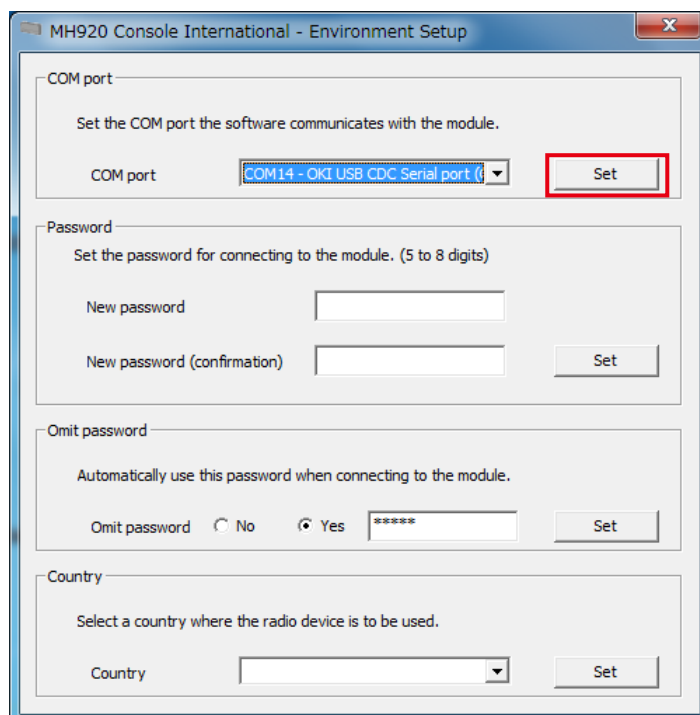 MH920 Console International - Environment Setup
COM port
Set the COM port the software communicates with the module.
COM port COM14 - OKI USB CDC Serial port ( Set
Password
Set the password for connecting to the module. (5 to 8 digits)
New password
New password (confirmation) Set
Omit password
Automatically use this password when connecting to the module.
Omit password No Yes ***** Set
Country
Select a country where the radio device is to be used.
Country Set